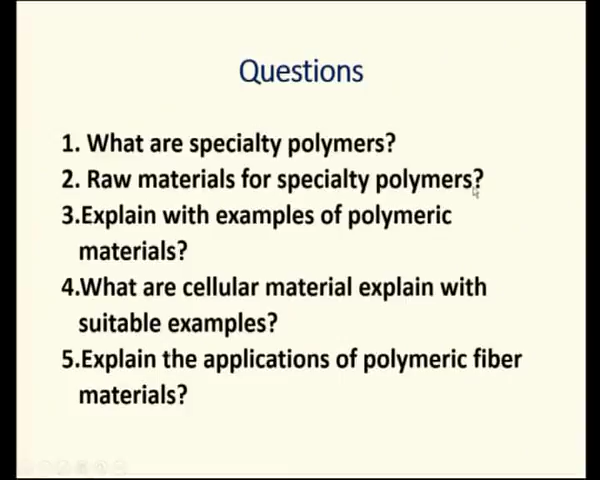 Questions
1. What are specialty polymers?
2. Raw materials for specialty polymers?
3.Explain with examples of polymeric
materials?
4.What are cellular material explain with
suitable examples?
5.Explain the applications of polymeric fiber
materials?